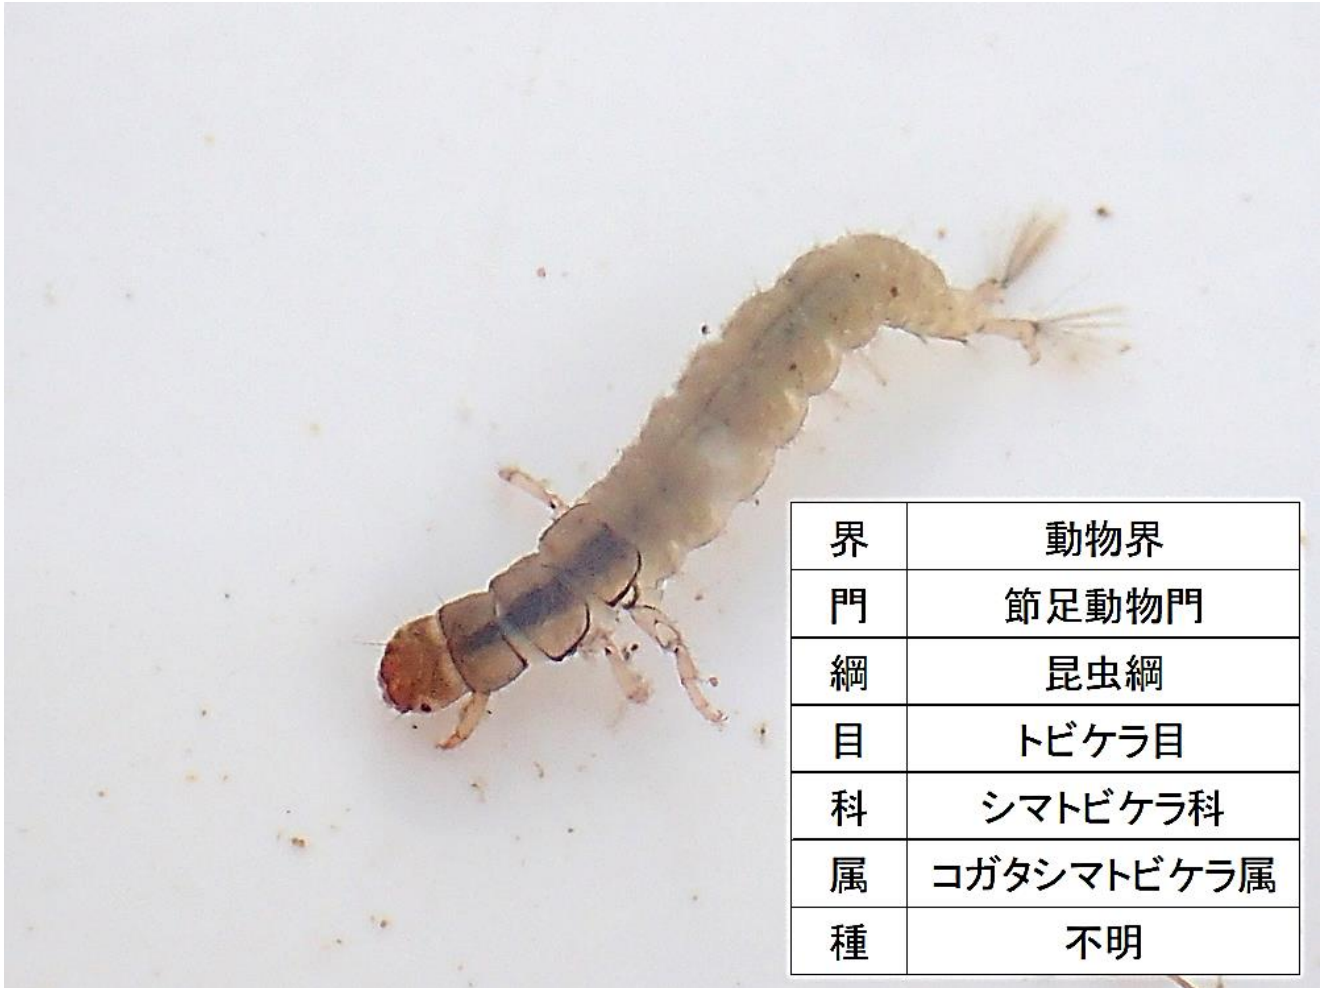 界 動物界
門 節足動物門
綱 昆虫綱
目 トビケラ目
科 シマトビケラ科
属 コガタシマトビケラ属
種 不明